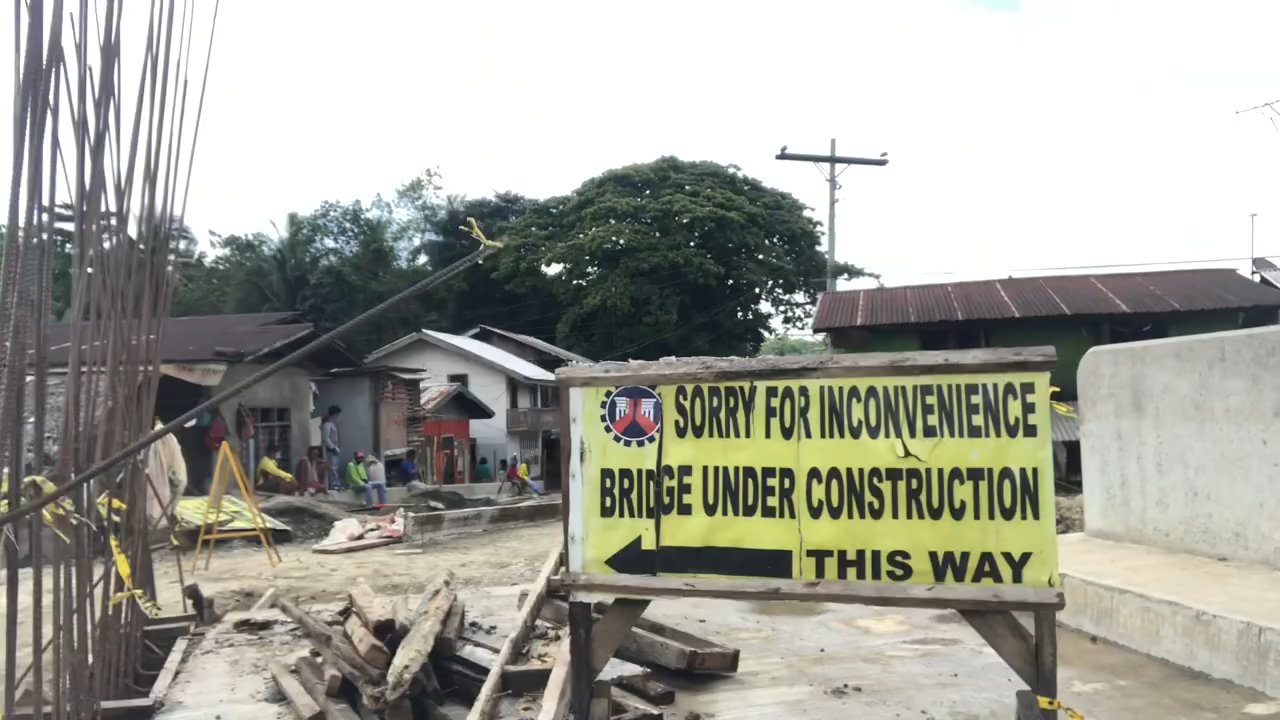 SORRY FOR INCONVENIENCE
BRIDGE UNDER CONSTRUCTION
THIS WAY